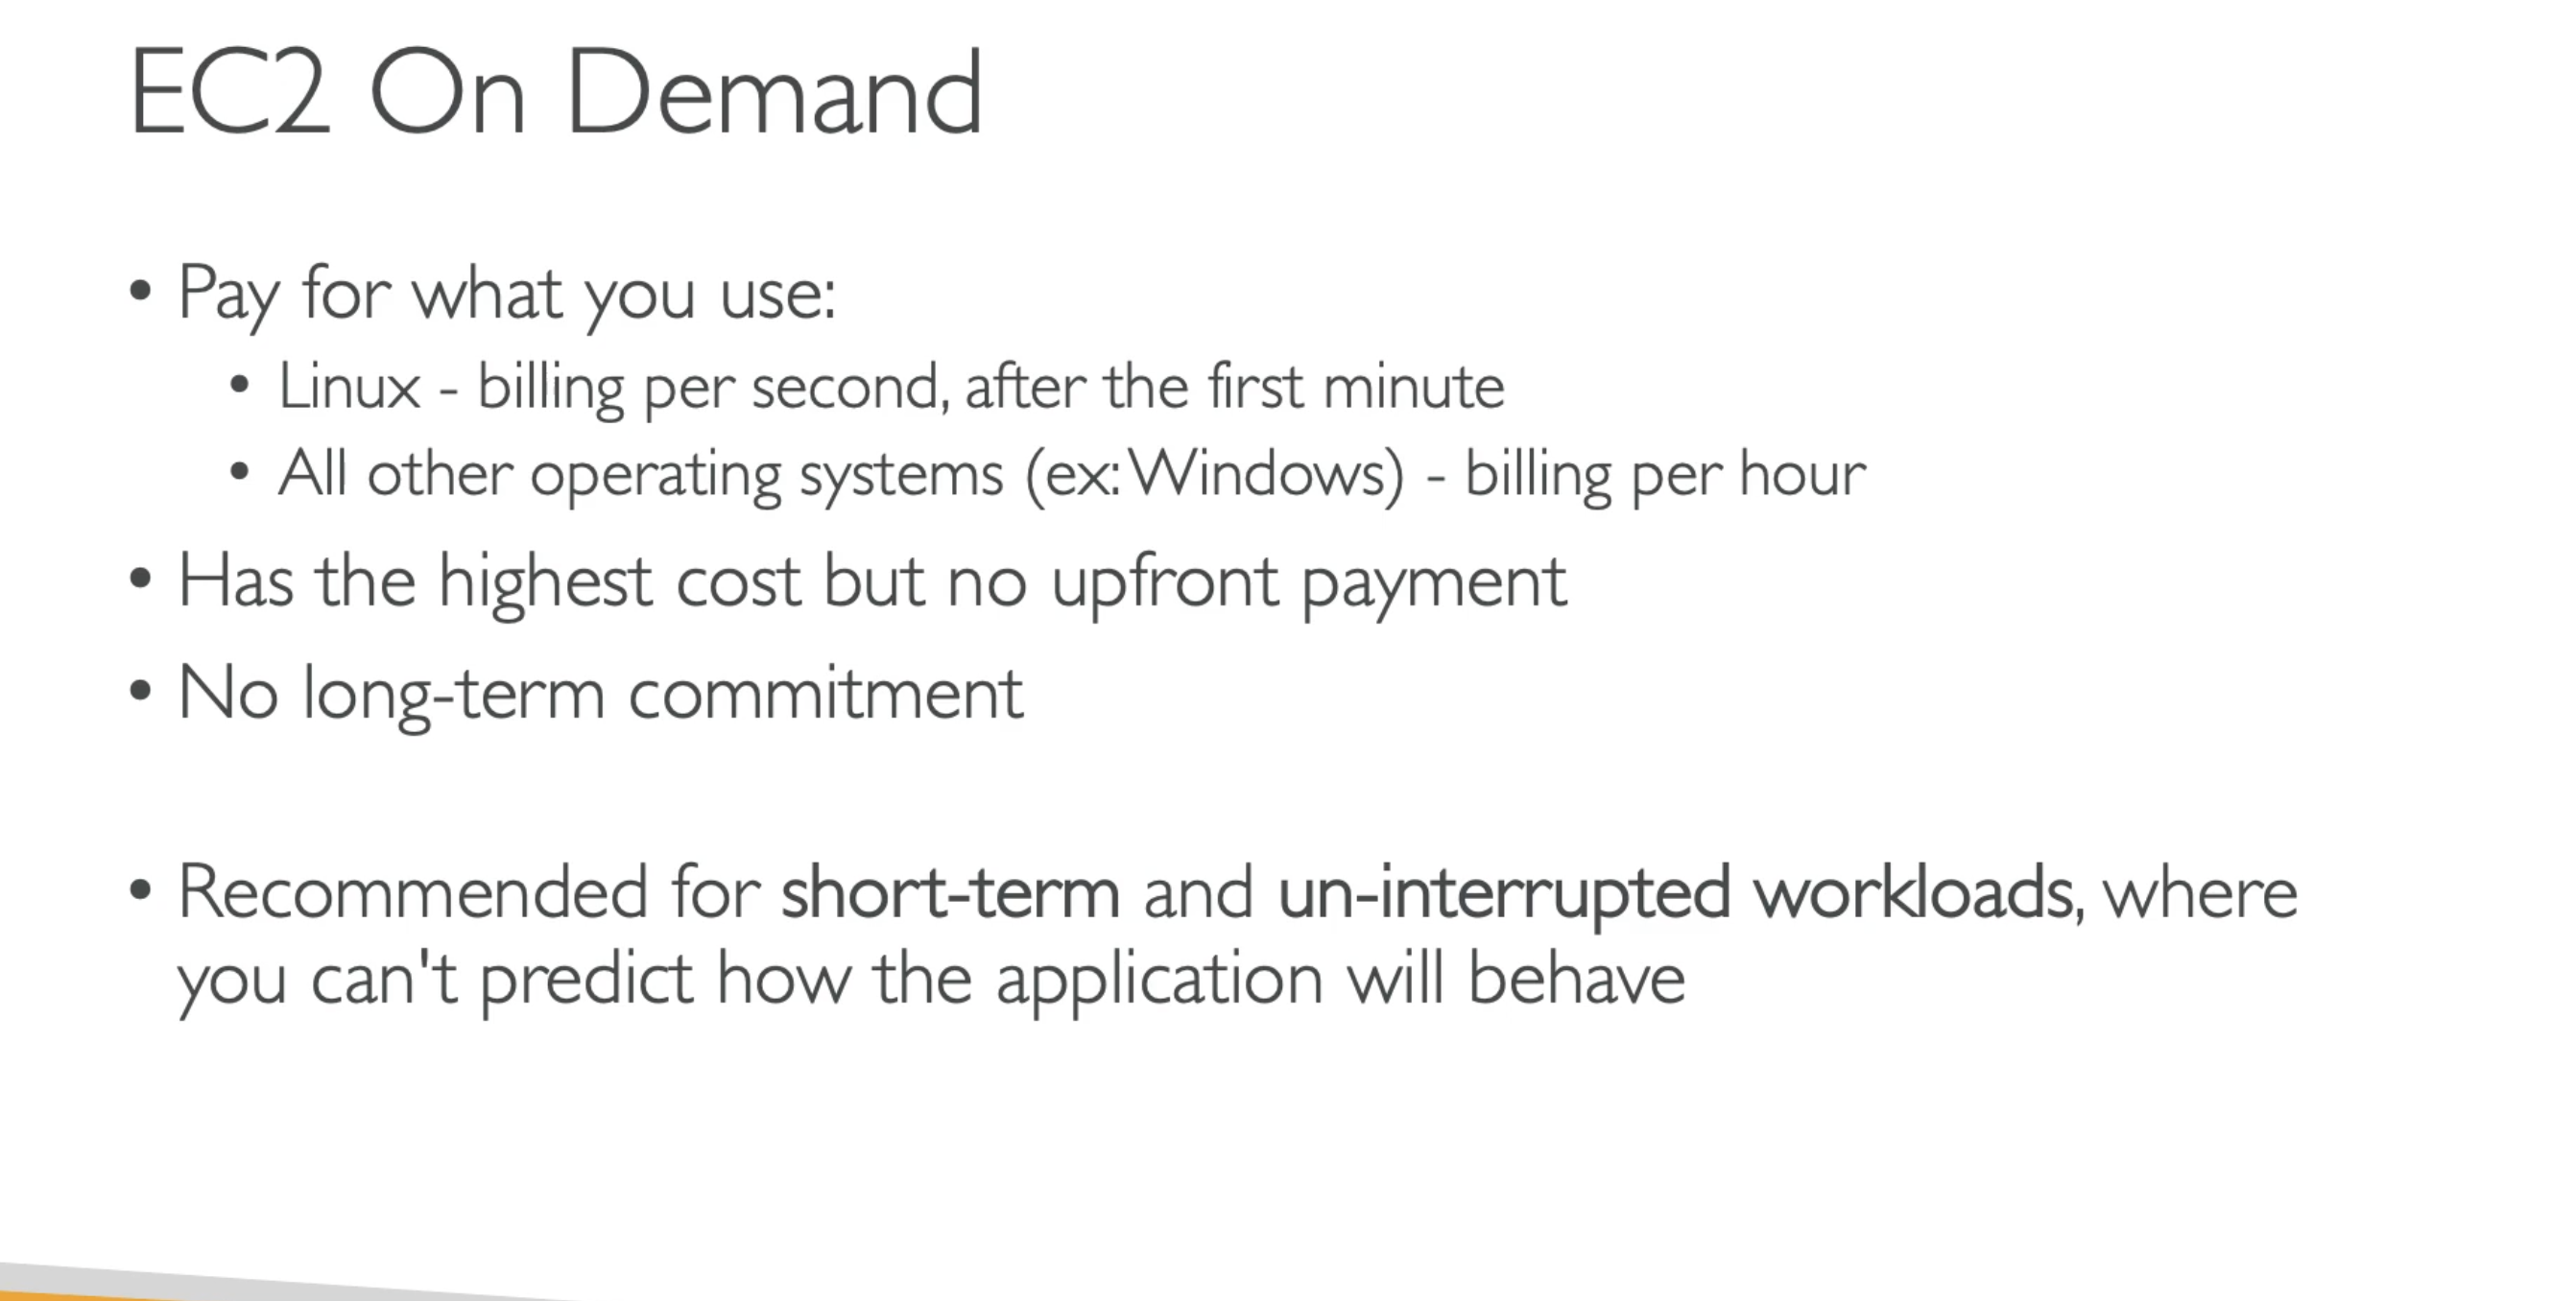 EC2 On Demand
• Pay for what you use:
• Linux - billing per second, after the first minute
• All other operating systems (ex: Windows) - billing per hour
• Has the highest cost but no upfront payment
• No long-term commitment
• Recommended for short-term and un-interrupted workloads, where
you can't predict how the application will behave